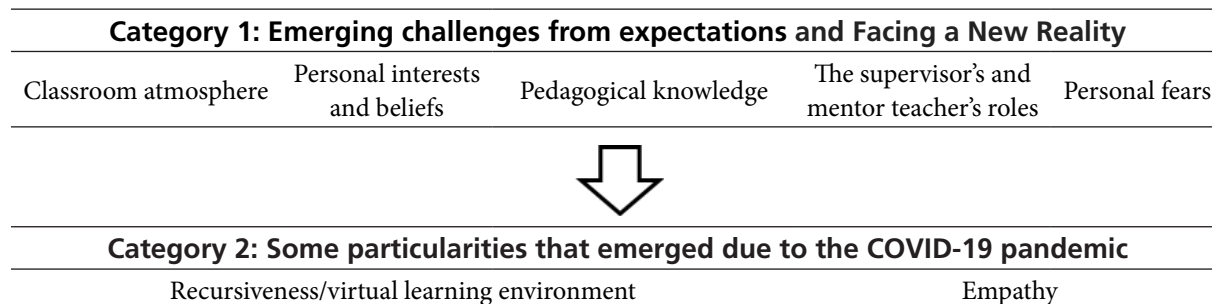 Category 1: Emerging challenges from expectations and Facing a New Reality
Classroom atmosphere
Personal interests
and beliefs
Pedagogical knowledge
The supervisor's and
mentor teacher's roles
Personal fears
Category 2: Some particularities that emerged due to the COVID-19 pandemic
Recursiveness/virtual learning environment
Empathy